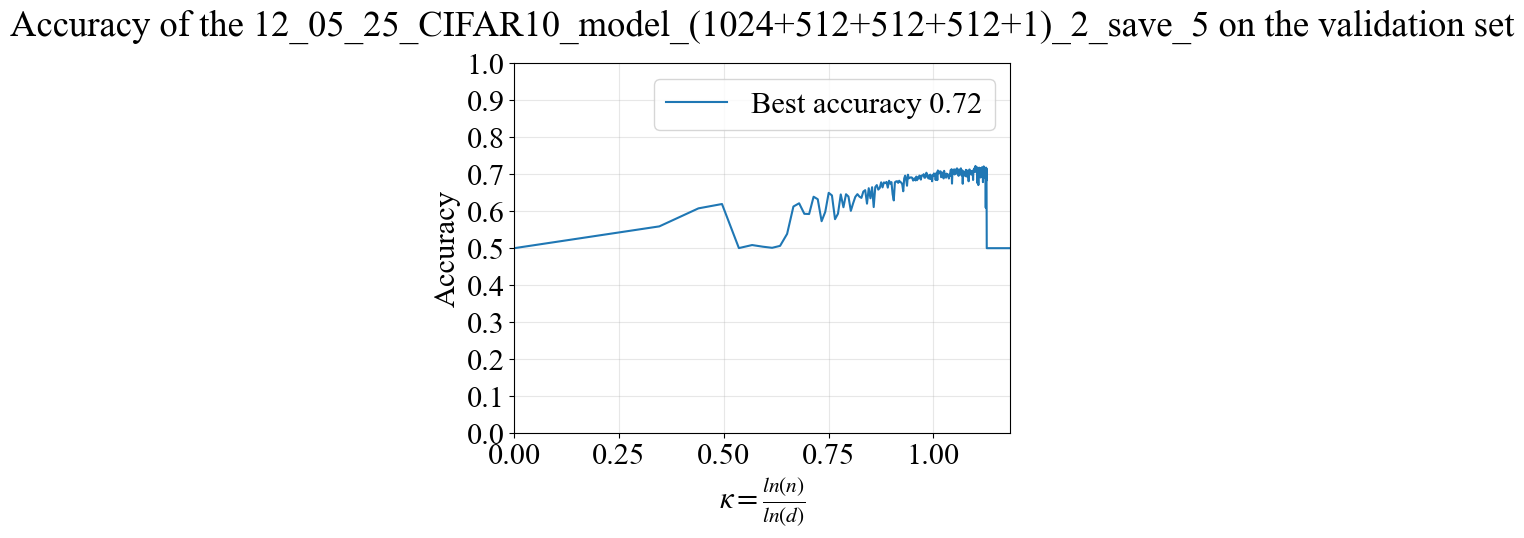 Accuracy of the 12_05_25_CIFAR10_model_(1024+512+512+512+1)_2_save_5 on the validation set
1.0
0.9
0.8
0.7
0.6
0.5
0.4
0.3
0.2
0.1
0.0
Accuracy
Best accuracy 0.72
0.00 0.25 0.50 0.75 1.00
κ = ln(n) / ln(d)